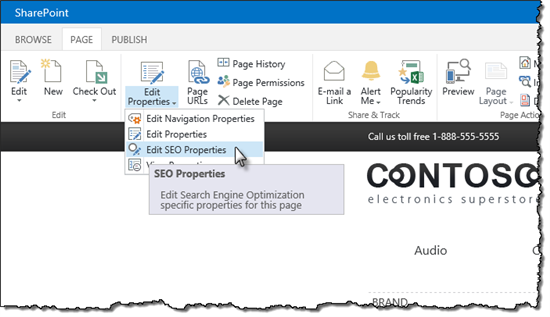 SharePoint
BROWSE PAGE PUBLISH
Edit
New
Check Out
Edit
Properties
Page
URLs
Page History
Page Permissions
Delete Page
E-mail a
Link
Alert
Me
Popularity
Trends
Preview
Page
Layout
Edit
Share & Track
Page Action
Edit Navigation Properties
Edit Properties
Edit SEO Properties
SEO Properties
Edit Search Engine Optimization
specific properties for this page
Call us toll free 1-888-555-5555
CONTOSO
electronics superstore
Audio
BRAND